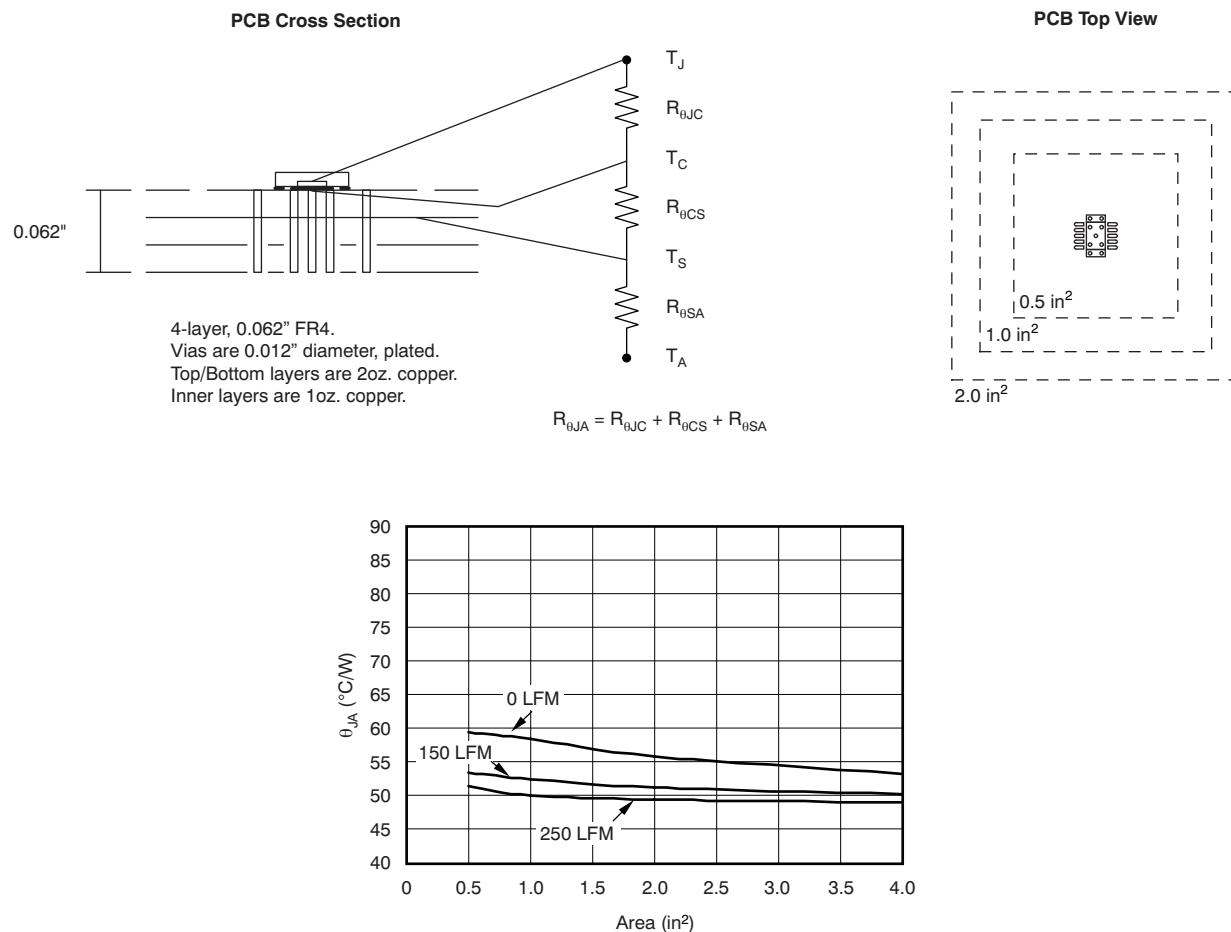 PCB Cross Section
PCB Top View
T_J
R_θJC
T_C
R_θCS
T_S
R_θSA
T_A
0.062"
4-layer, 0.062” FR4.
Vias are 0.012” diameter, plated.
Top/Bottom layers are 2oz. copper.
Inner layers are 1oz. copper.
R_θJA = R_θJC + R_θCS + R_θSA
0.5 in²
1.0 in²
2.0 in²
90
85
80
75
70
65
60
55
50
45
40
θ_JA (°C/W)
0 LFM
150 LFM
250 LFM
0 0.5 1.0 1.5 2.0 2.5 3.0 3.5 4.0
Area (in²)